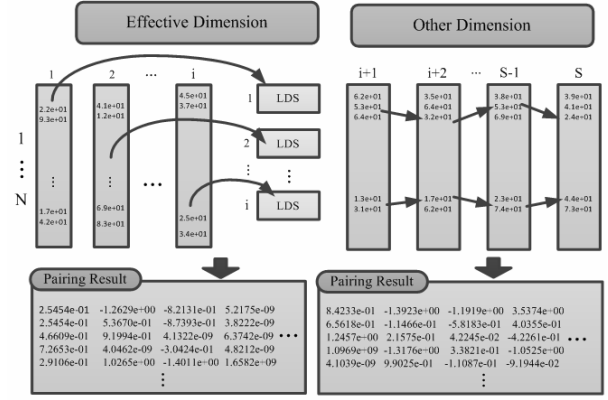 Effective Dimension
Other Dimension
1 2 ... i
i+1 i+2 ... S-1 S
2.2e+01
9.3e+01
4.1e+01
1.2e+01
4.5e+01
3.7e+01
1 LDS
2 LDS
i LDS
1
N
1.7e+01
4.2e+01
6.9e+01
8.3e+01
2.5e+01
3.4e+01
6.2e+01
5.3e+01
6.4e+01
3.5e+01
6.4e+01
3.2e+01
3.8e+01
5.3e+01
6.9e+01
3.9e+01
4.1e+01
2.4e+01
1.3e+01
3.1e+01
1.7e+01
6.2e+01
2.3e+01
7.4e+01
4.4e+01
7.3e+01
Pairing Result
2.5454e-01 -1.2629e+00 -8.2131e-01 5.2175e-09
2.5454e-01 5.3670e-01 -8.7393e-01 3.8222e-09
4.6609e-01 9.1994e-01 4.1322e-09 6.3742e-09 ...
7.2653e-01 4.0462e-09 -3.0424e-01 4.8212e-09
2.9106e-01 1.0265e+00 -1.4011e+00 1.6582e+09
Pairing Result
8.4233e-01 -1.3923e+00 -1.1919e+00 3.5374e+00
6.5618e-01 -1.1466e-01 -5.8183e-01 4.0355e-01
1.2457e+00 2.1575e-01 4.2245e-02 -4.2261e-01 ...
1.0969e+09 -1.3176e+00 3.3821e-01 -1.0525e+00
4.1039e-09 9.9025e-01 -1.1087e-01 -9.1944e-02